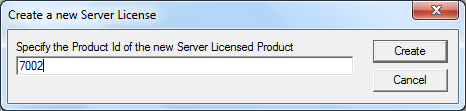 Create a new Server License
Specify the Product Id of the new Server Licensed Product
7002
Create
Cancel